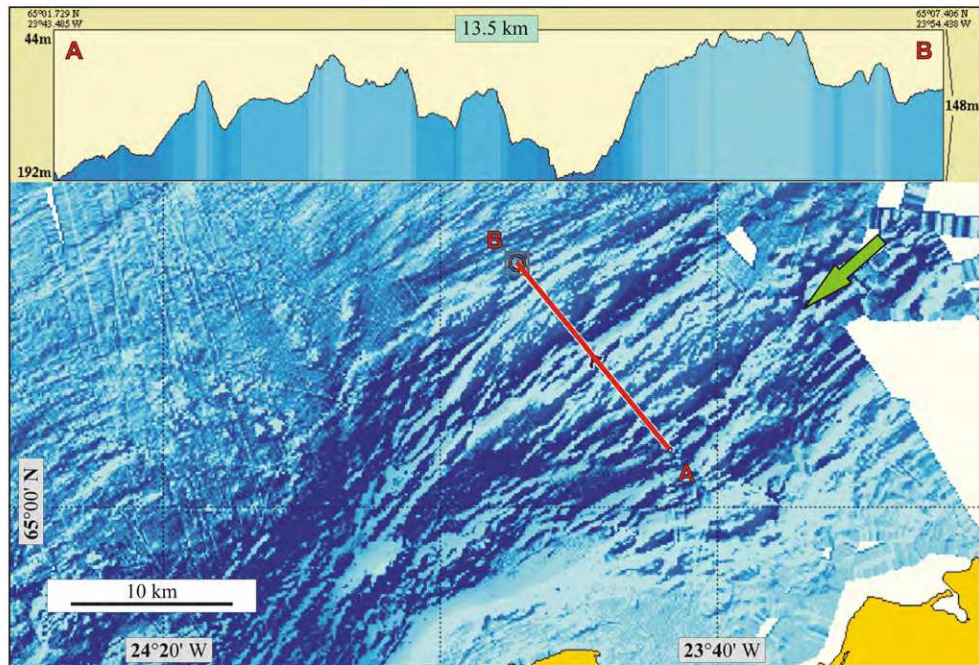 65°01.729 N
23°43.485 W
65°07.406 N
23°54.438 W
13.5 km
44m
A
B
148m
192m
B
A
65°00' N
10 km
24°20' W
23°40' W